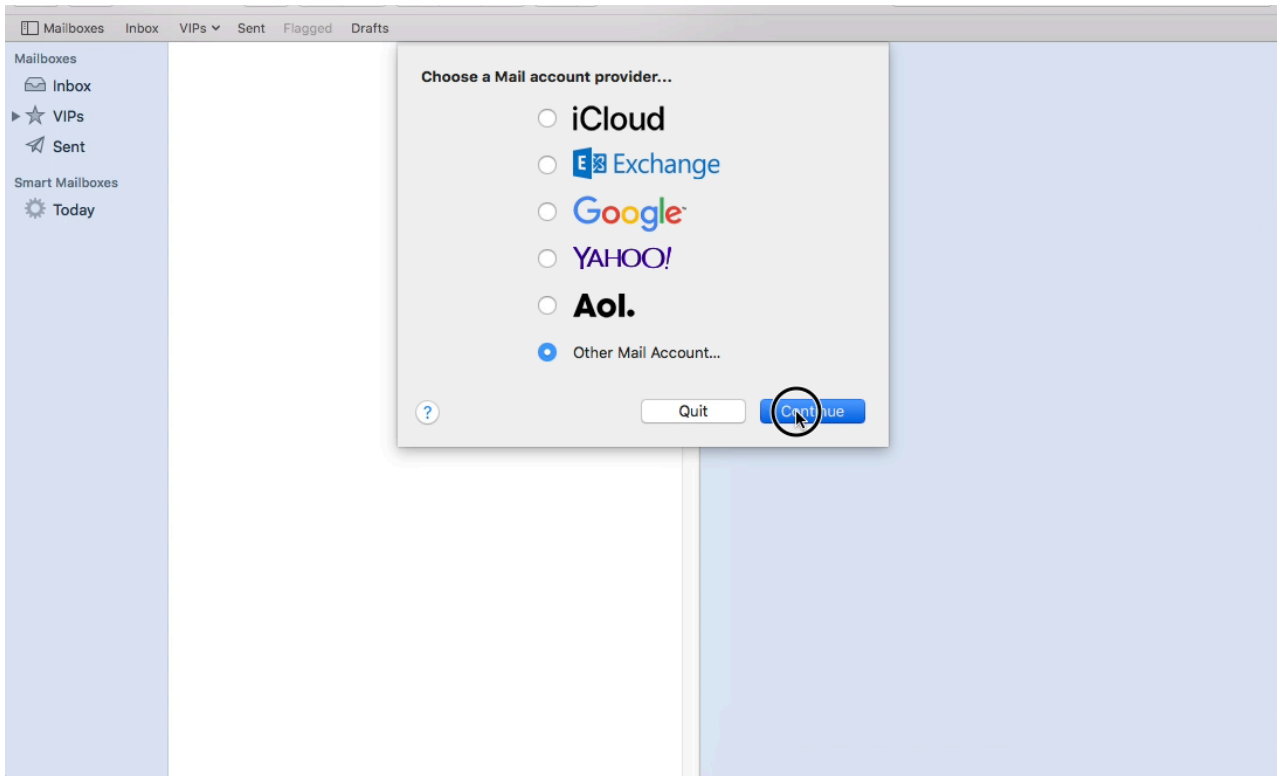 Mailboxes Inbox VIPs Sent Flagged Drafts
Mailboxes
Inbox
VIPs
Sent
Smart Mailboxes
Today
Choose a Mail account provider...
iCloud
E Exchange
Google
YAHOO!
Aol.
Other Mail Account...
? Quit Continue